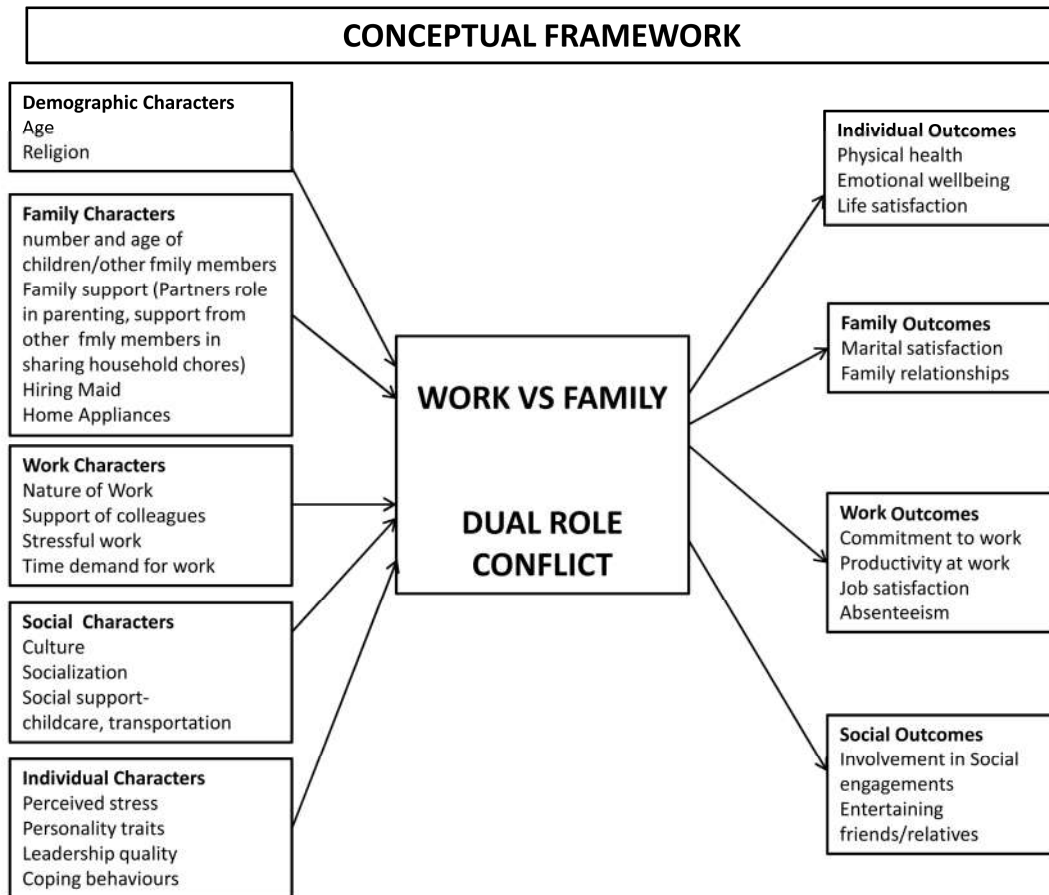 CONCEPTUAL FRAMEWORK
Demographic Characters
Age
Religion
Family Characters
number and age of
children/other fmily members
Family support (Partners role
in parenting, support from
other fmly members in
sharing household chores)
Hiring Maid
Home Appliances
Work Characters
Nature of Work
Support of colleagues
Stressful work
Time demand for work
Social Characters
Culture
Socialization
Social support-
childcare, transportation
Individual Characters
Perceived stress
Personality traits
Leadership quality
Coping behaviours
WORK VS FAMILY
DUAL ROLE
CONFLICT
Individual Outcomes
Physical health
Emotional wellbeing
Life satisfaction
Family Outcomes
Marital satisfaction
Family relationships
Work Outcomes
Commitment to work
Productivity at work
Job satisfaction
Absenteeism
Social Outcomes
Involvement in Social
engagements
Entertaining
friends/relatives